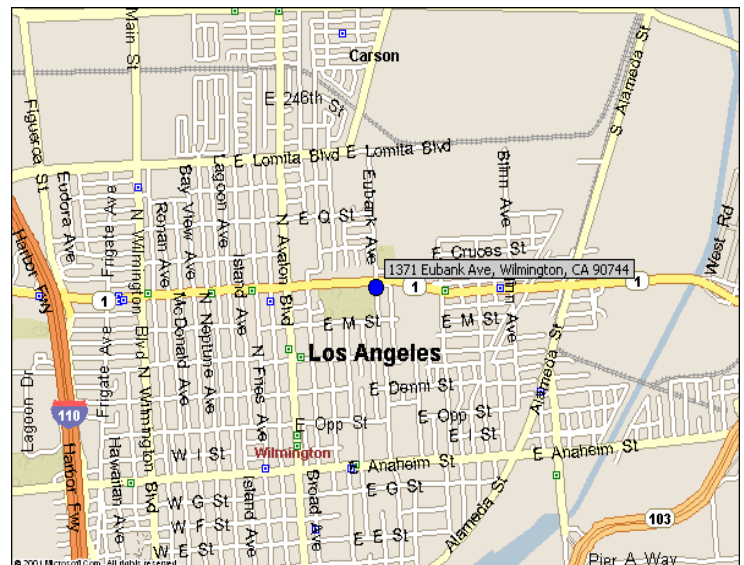 Main St
Carson
E 246th St
Figueroa St
S. Alameda St
E Lomita Blvd
E Lomita Blvd
Eudora Ave
Frigate Ave
N Wilmington Blvd
Ronan Ave
Bay View Ave
Lagoon Ave
Island Ave
N Avalon Blvd
E Q St
Eubank Ave
Blinn Ave
E Cruces St
West Rd
Harbor Fwy
1371 Eubank Ave, Wilmington, CA 90744
1
1
1
E M St
E M St
Blinn Ave
McDonald Ave
N Neptune Ave
N Fries Ave
Los Angeles
Frigate Ave
N Wilmington Blvd
Lagoon Dr
110
E Denni St
Alameda St
E Opp St
E Opp St
E I St
Wilmington
W I St
E Anaheim St
E Anaheim St
Hawaiian Ave
Harbor Fwy
W G St
Island Ave
Broad Ave
E G St
W F St
E E St
Alameda St
103
W E St
Pier A Way
© 2001 Microsoft Corp. All rights reserved.